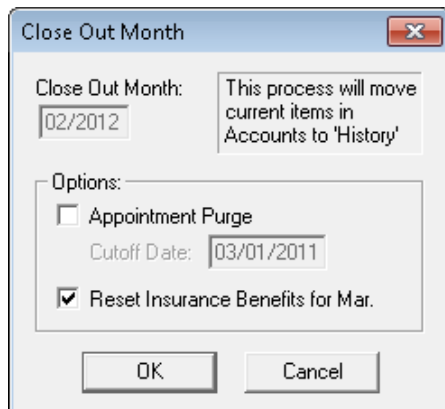 Close Out Month
Close Out Month:
02/2012
This process will move
current items in
Accounts to 'History'
Options:
Appointment Purge
Cutoff Date: 03/01/2011
Reset Insurance Benefits for Mar.
OK Cancel